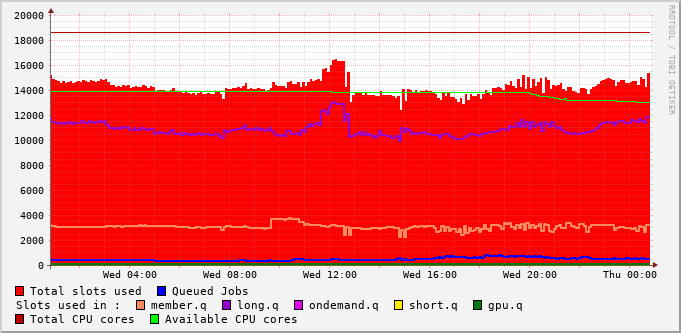 20000
18000
16000
14000
12000
10000
8000
6000
4000
2000
0
Wed 04:00 Wed 08:00 Wed 12:00 Wed 16:00 Wed 20:00 Thu 00:00
Total slots used Queued Jobs
Slots used in : member.q long.q ondemand.q short.q gpu.q
Total CPU cores Available CPU cores
RRDTOOL / TOBI OETIKER